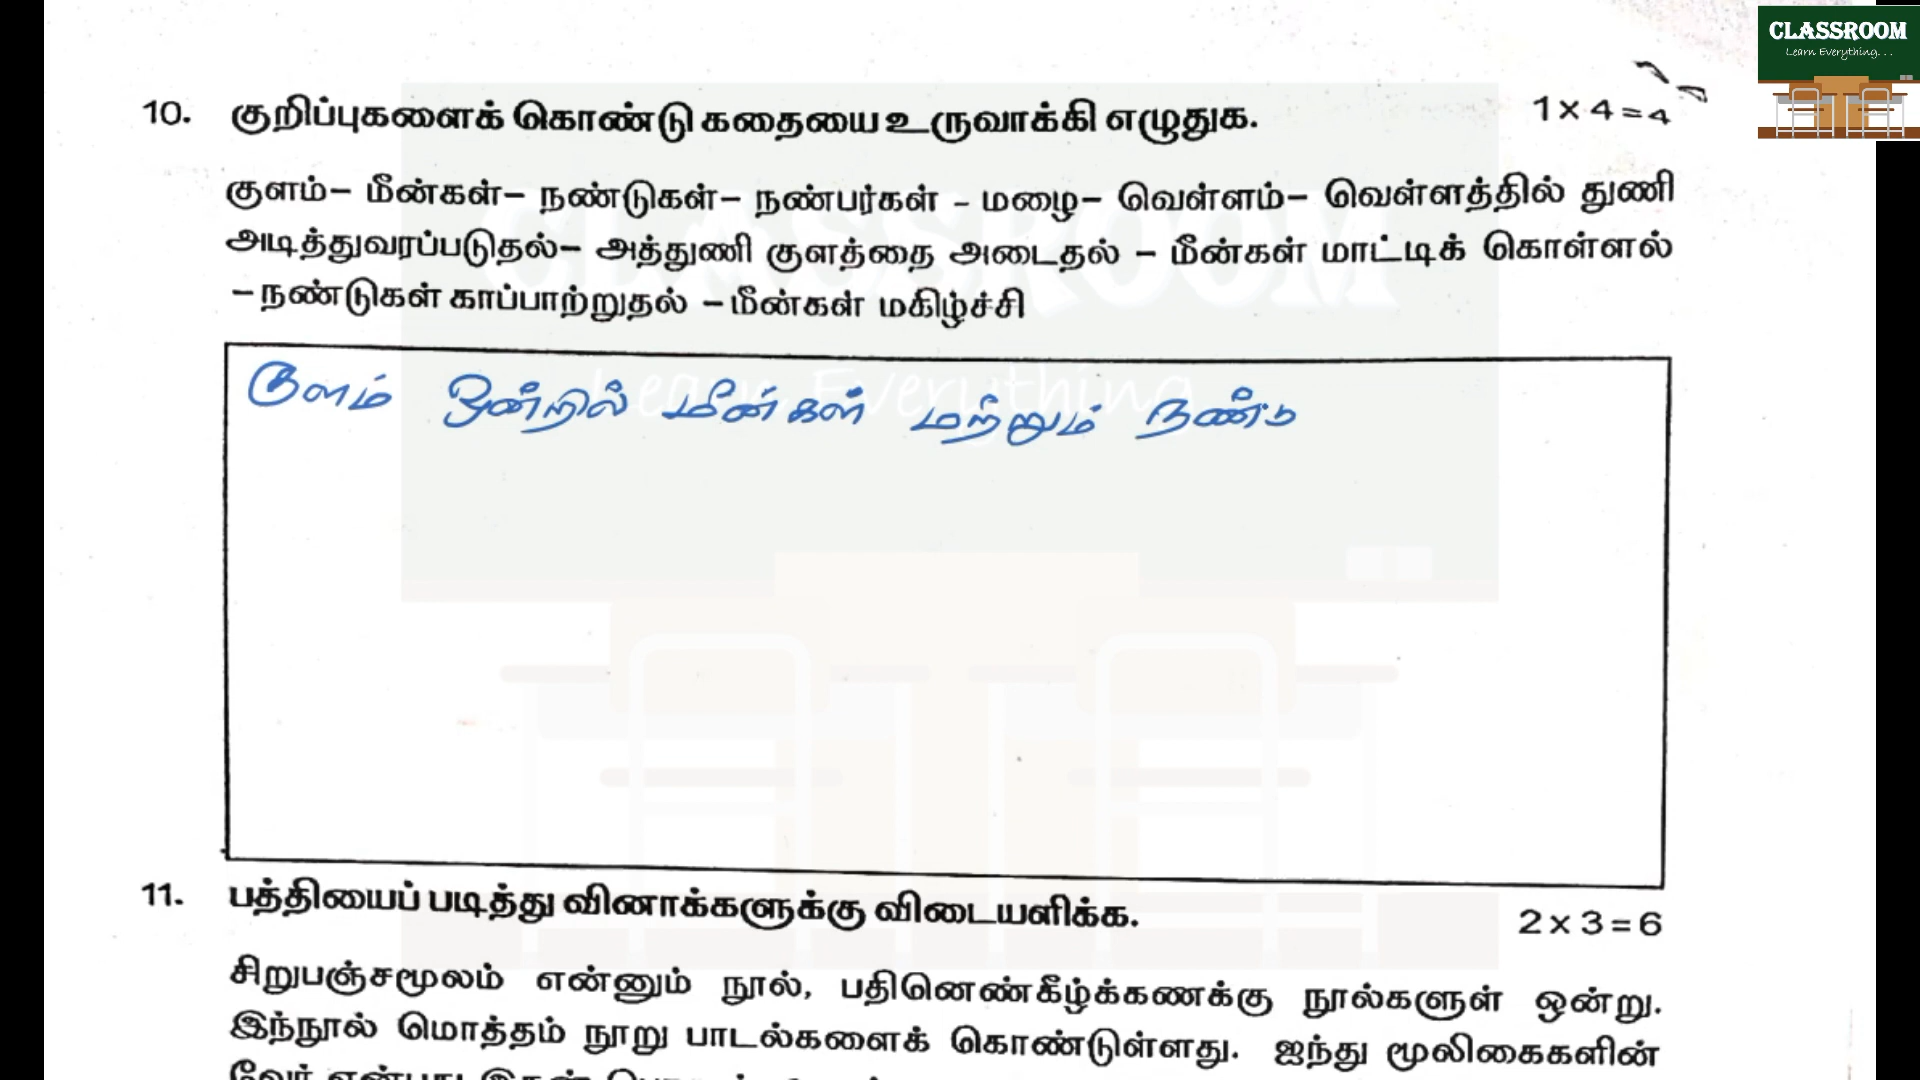 CLASSROOM
Learn Everything. . .
10. குறிப்புகளைக் கொண்டு கதையை உருவாக்கி எழுதுக. 1 x 4 = 4
குளம்– மீன்கள்– நண்டுகள்– நண்பர்கள் - மழை– வெள்ளம்– வெள்ளத்தில் துணி
அடித்துவரப்படுதல்– அத்துணி குளத்தை அடைதல் – மீன்கள் மாட்டிக் கொள்ளல்
–நண்டுகள் காப்பாற்றுதல் –மீன்கள் மகிழ்ச்சி
குளம் ஒன்றில் மீன்கள் மற்றும்
11. பத்தியைப் படித்து வினாக்களுக்கு விடையளிக்க. 2 x 3 = 6
சிறுபஞ்சமூலம் என்னும் நூல், பதினெண்கீழ்க்கணக்கு நூல்களுள் ஒன்று.
இந்நூல் மொத்தம் நூறு பாடல்களைக் கொண்டுள்ளது. ஐந்து மூலிகைகளின்